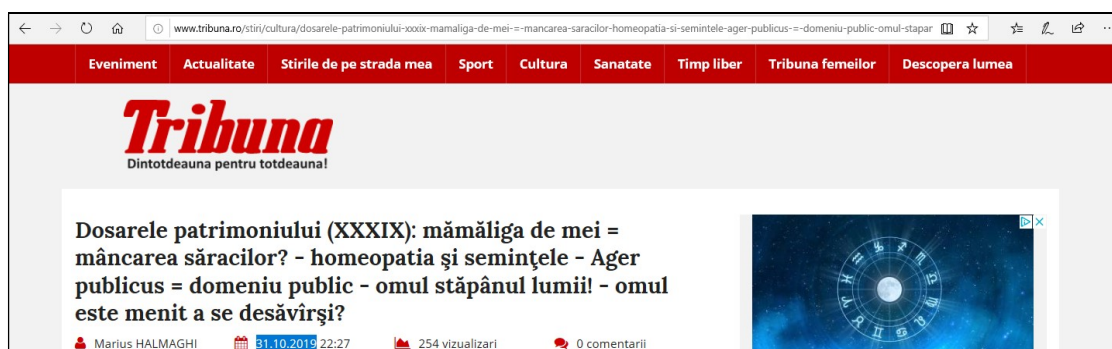 www.tribuna.ro/stiri/cultura/dosarele-patrimoniului-xxxix-mamaliga-de-mei-=-mancarea-saracilor-homeopatia-si-semintele-ager-publicus-=-domeniu-public-omul-stapar
Eveniment Actualitate Stirile de pe strada mea Sport Cultura Sanatate Timp liber Tribuna femeilor Descopera lumea
Tribuna
Dintotdeauna pentru totdeauna!
Dosarele patrimoniului (XXXIX): mămăliga de mei =
mâncarea săracilor? - homeopatia şi seminţele - Ager
publicus = domeniu public - omul stăpânul lumii! - omul
este menit a se desăvîrşi?
Marius HALMAGHI 31.10.2019 22:27 254 vizualizari 0 comentarii